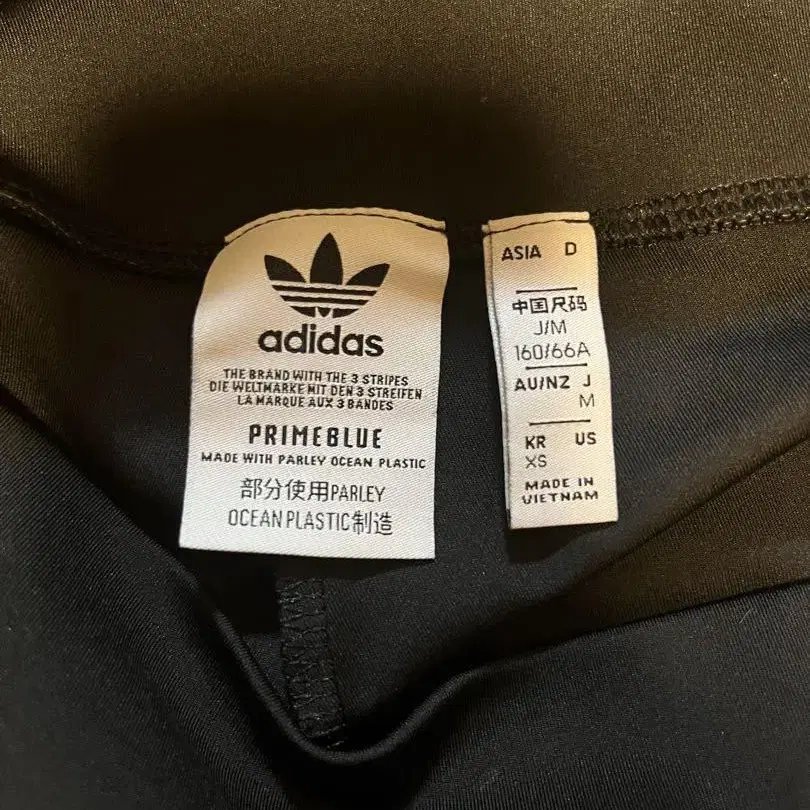 adidas
THE BRAND WITH THE 3 STRIPES
DIE WELTMARKE MIT DEN 3 STREIFEN
LA MARQUE AUX 3 BANDES
PRIMEBLUE
MADE WITH PARLEY OCEAN PLASTIC
部分使用PARLEY
OCEAN PLASTIC制造
ASIA D
中国尺码
J/M
160/66A
AU/NZ J
M
KR US
XS
MADE IN
VIETNAM